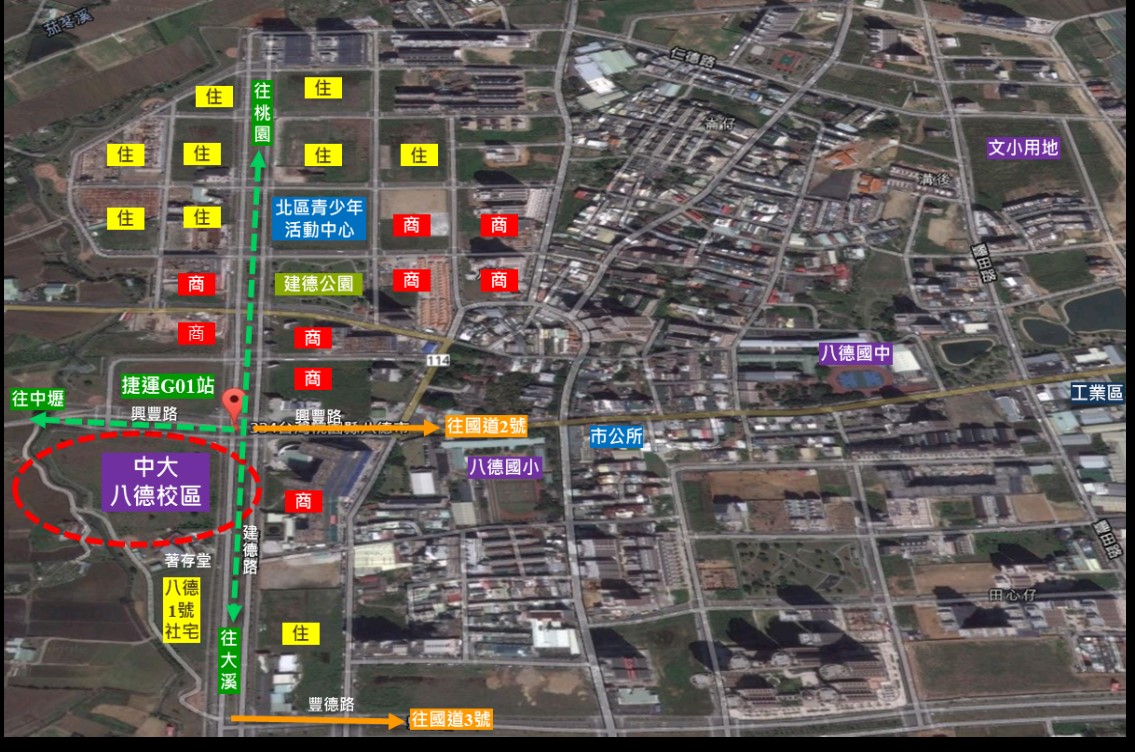 茄苳溪
仁德路
住
住
往
桃
園
住
住
住
住
文小用地
溝後
住
住
北區青少年
活動中心
商
商
商
建德公園
商
商
商
商
八德國中
114
捷運G01站
商
工業區
往中壢
興豐路
興豐路
往國道2號
市公所
中大
八德校區
八德國小
商
建
德
路
著存堂
八德
1號
社宅
田心仔
住
往
大
溪
豐德路
往國道3號